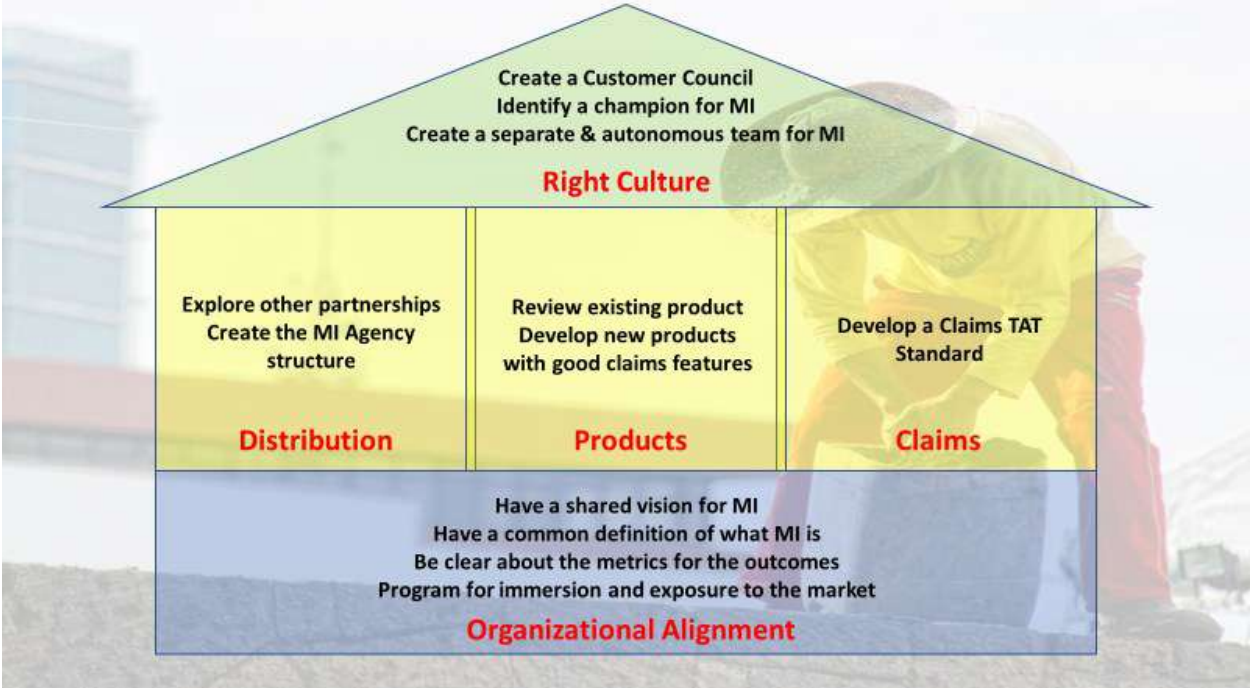 Create a Customer Council
Identify a champion for MI
Create a separate & autonomous team for MI
Right Culture
Explore other partnerships
Create the MI Agency
structure
Distribution
Review existing product
Develop new products
with good claims features
Products
Develop a Claims TAT
Standard
Claims
Have a shared vision for MI
Have a common definition of what MI is
Be clear about the metrics for the outcomes
Program for immersion and exposure to the market
Organizational Alignment